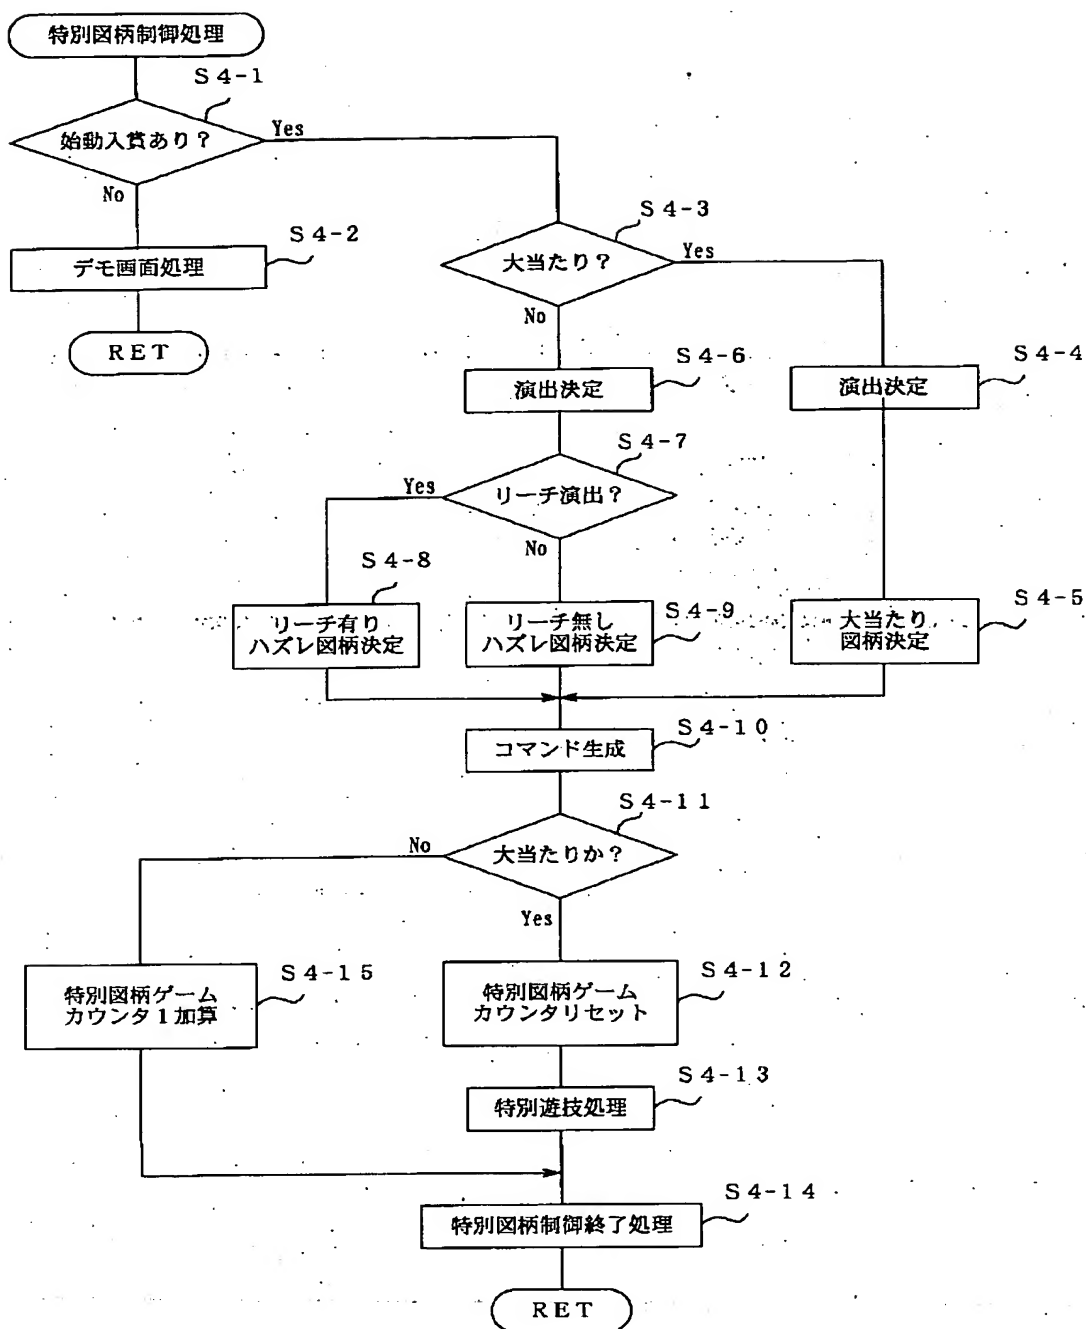 特別図柄制御処理
S4-1
始動入賞あり？
Yes
No
S4-2
デモ画面処理
RET
S4-3
大当たり？
Yes
No
S4-6
演出決定
S4-4
演出決定
S4-7
リーチ演出？
Yes
No
S4-8
リーチ有り
ハズレ図柄決定
S4-9
リーチ無し
ハズレ図柄決定
S4-5
大当たり
図柄決定
S4-10
コマンド生成
S4-11
大当たりか？
No
Yes
S4-15
特別図柄ゲーム
カウンタ１加算
S4-12
特別図柄ゲーム
カウンタリセット
S4-13
特別遊技処理
S4-14
特別図柄制御終了処理
RET